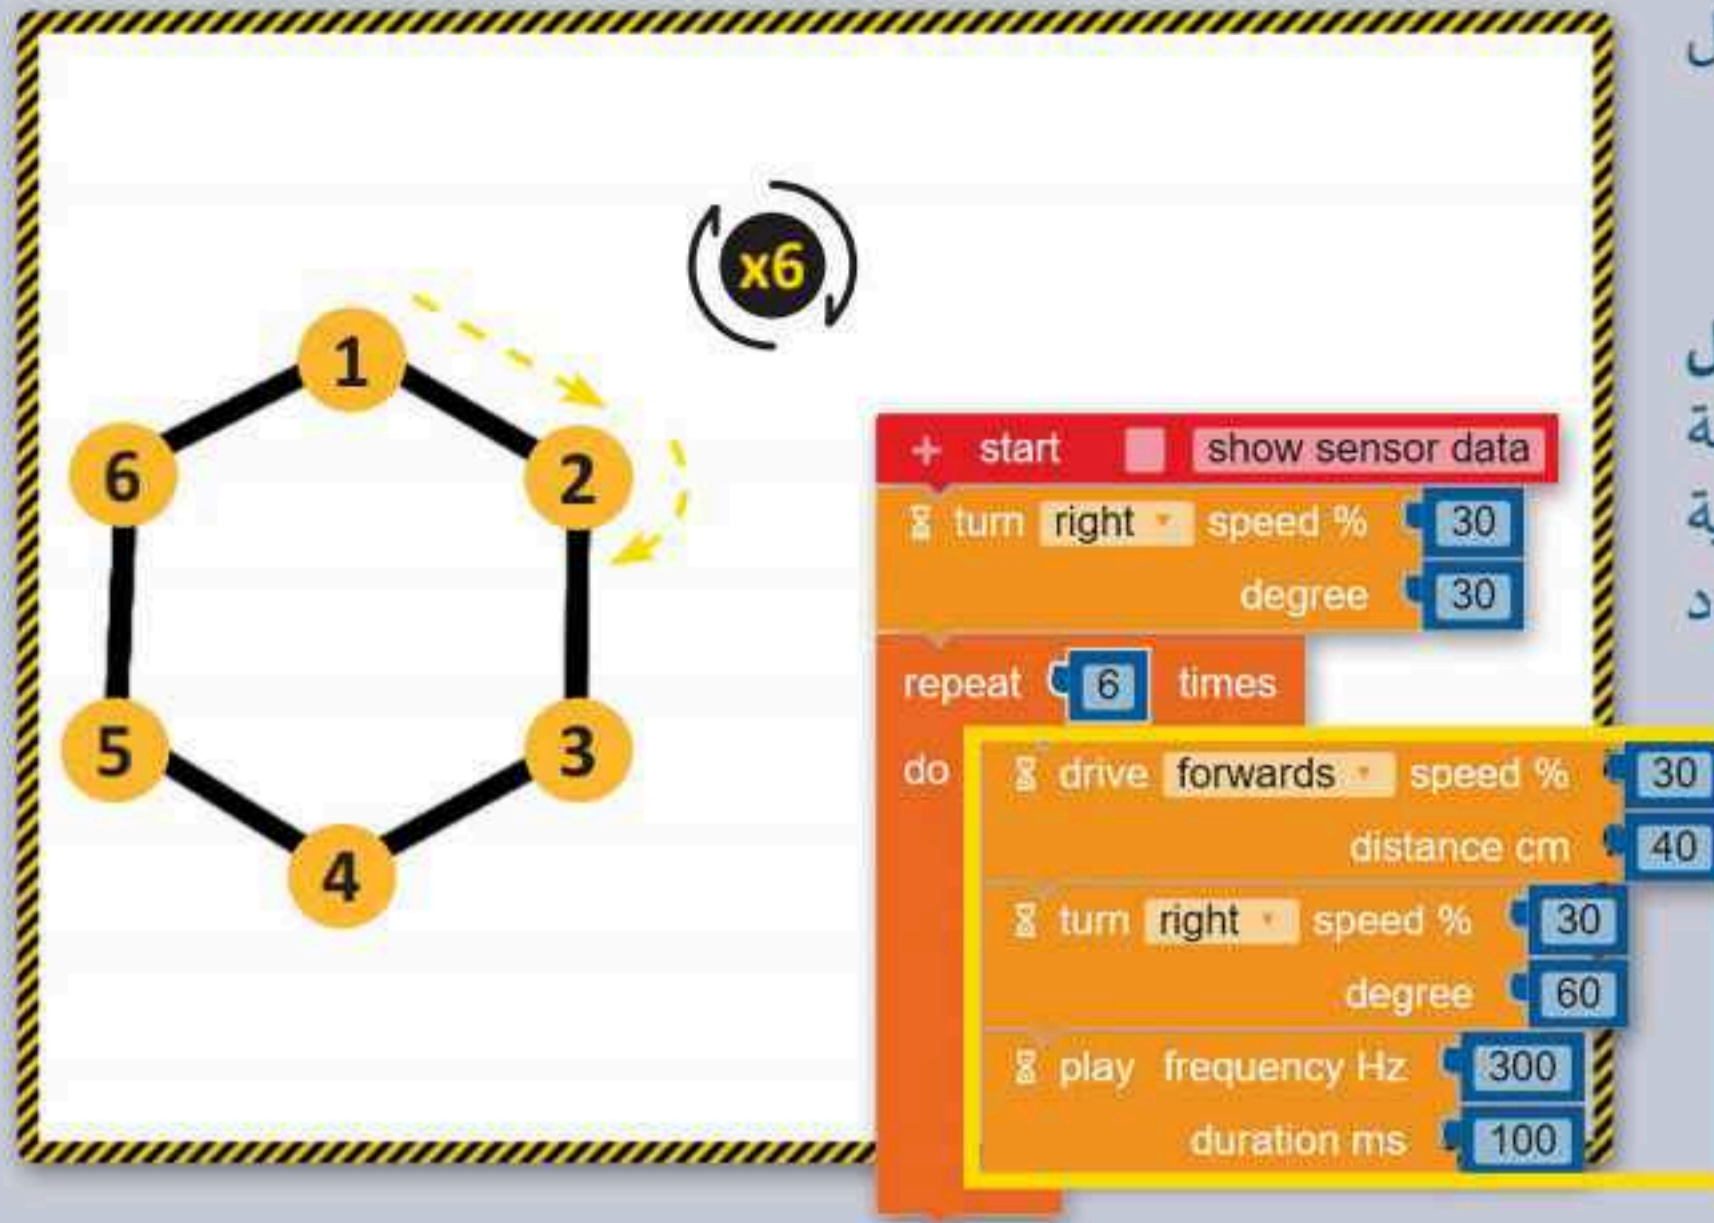 x6
1
6
2
5
3
4
+ start show sensor data
turn right speed % 30
degree 30
repeat 6 times
do drive forwards speed % 30
distance cm 40
turn right speed % 30
degree 60
play frequency Hz 300
duration ms 100